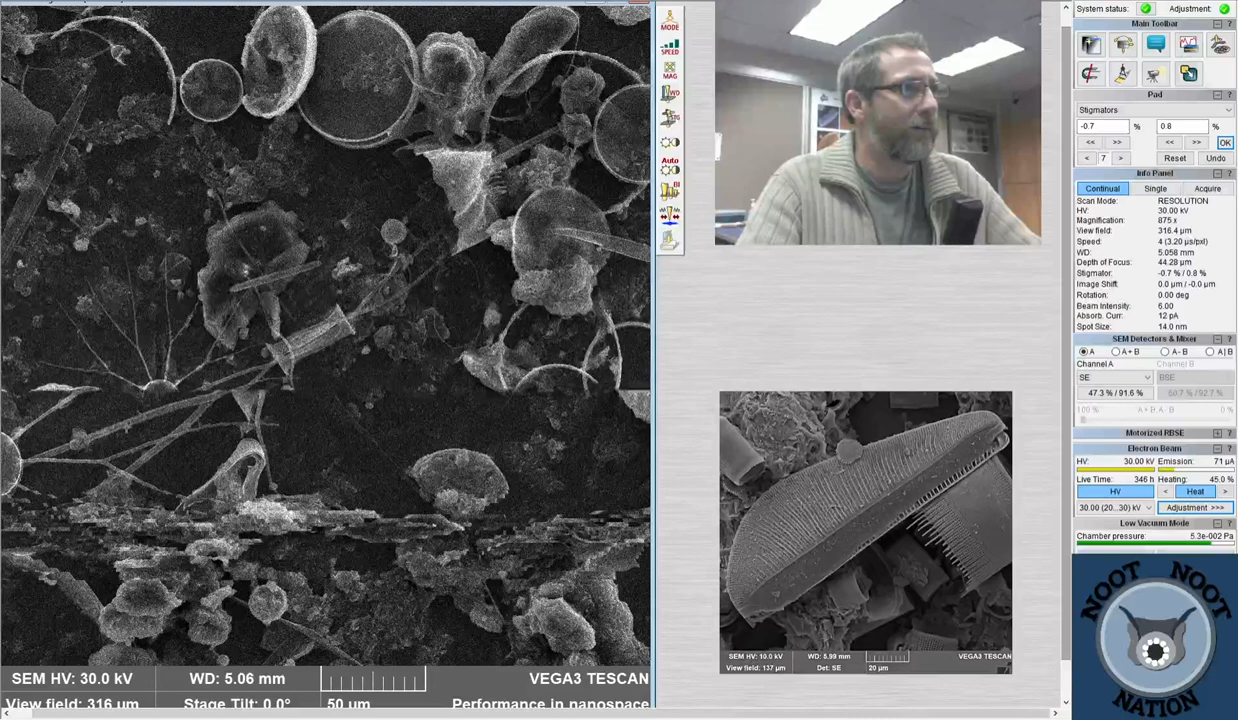 SEM HV: 30.0 kV
WD: 5.06 mm
VEGA3 TESCAN
View field: 316 µm
Stage Tilt: 0.0°
50 µm
Performance in nanospace
MODE
SPEED
MAG
WD
STG
Auto
BI
SEM HV: 10.0 kV
WD: 5.99 mm
VEGA3 TESCAN
View field: 137 µm
Det: SE
20 µm
System status:
Adjustment:
Main Toolbar
Pad
Stigmators
-0.7 %
0.8 %
<< >> << >> OK
< 7 > Reset Undo
Info Panel
Continual Single Acquire
Scan Mode: RESOLUTION
HV: 30.00 kV
Magnification: 875 x
View field: 316.4 µm
Speed: 4 (3.20 µs/pxl)
WD: 5.058 mm
Depth of Focus: 44.28 µm
Stigmator: -0.7 % / 0.8 %
Image Shift: 0.0 µm / -0.0 µm
Rotation: 0.00 deg
Beam Intensity: 6.00
Absorb. Curr: 12 pA
Spot Size: 14.0 nm
SEM Detectors & Mixer
A A + B A - B A | B
Channel A Channel B
SE BSE
47.3 % / 91.6 % 60.7 % / 92.7 %
100 % A + B; A - B 0 %
Motorized RBSE
Electron Beam
HV: 30.00 kV Emission: 71 µA
Live Time: 346 h Heating: 45.0 %
HV < Heat >
30.00 (20...30) kV Adjustment >>>
Low Vacuum Mode
Chamber pressure: 5.3e-002 Pa
NOOT NOOT
NATION